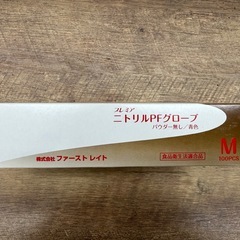 プレミア
ニトリルPFグローブ
パウダー無し／青色
株式会社 ファースト レイト
食品衛生法適合品
M
100PCS